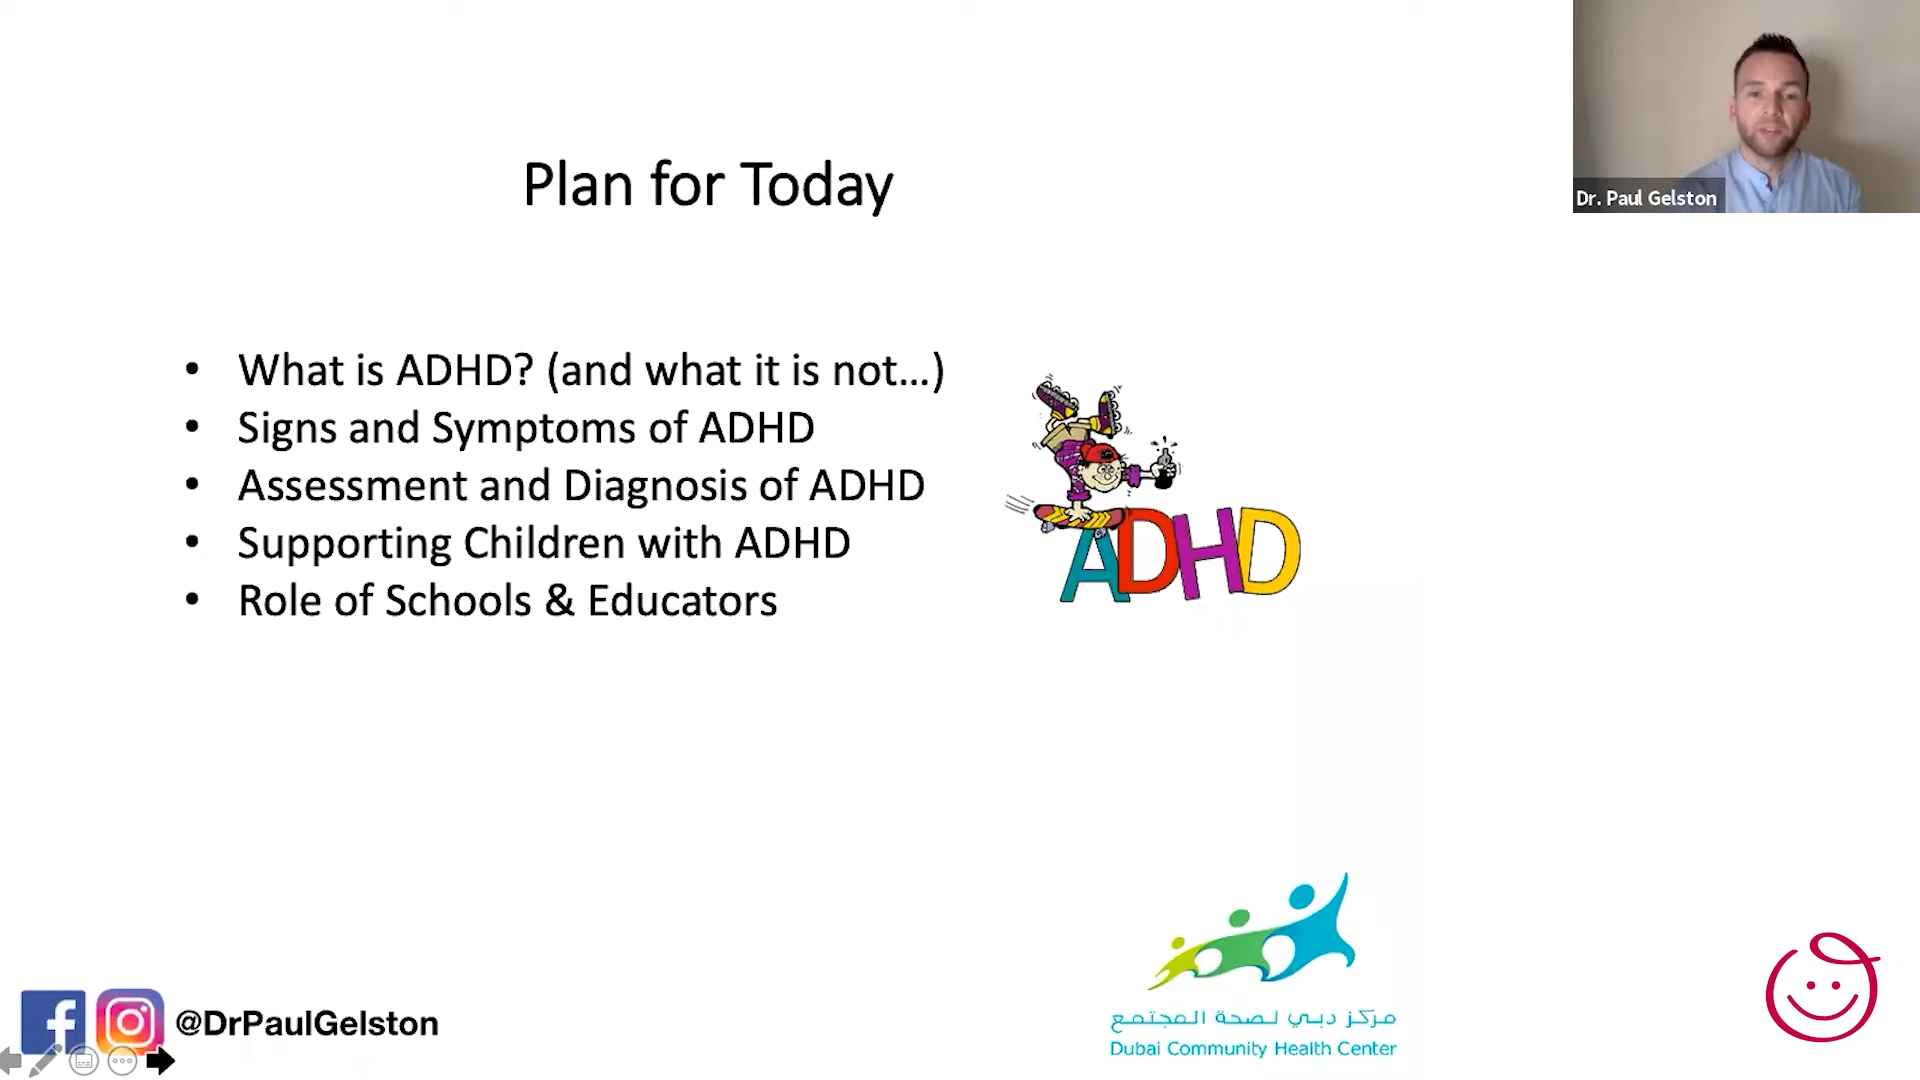 Dr. Paul Gelston
Plan for Today
• What is ADHD? (and what it is not...)
• Signs and Symptoms of ADHD
• Assessment and Diagnosis of ADHD
• Supporting Children with ADHD
• Role of Schools & Educators
ADHD
@DrPaulGelston
مركز دبي لصحة المجتمع
Dubai Community Health Center